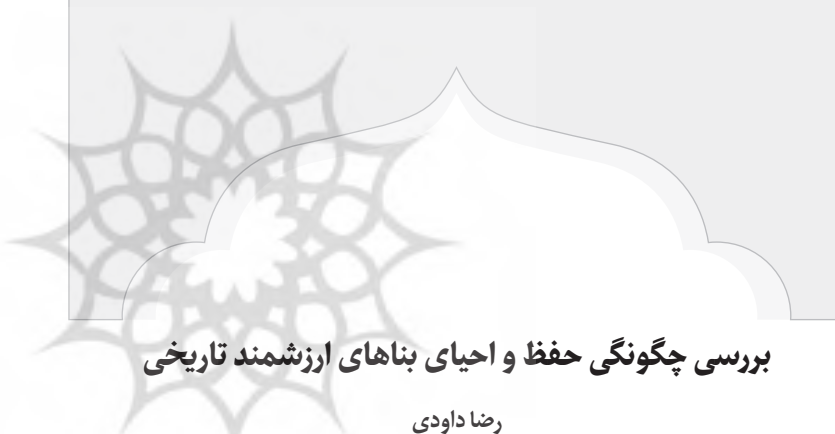 بررسی چگونگی حفظ و احیای بناهای ارزشمند تاریخی
رضا داودی